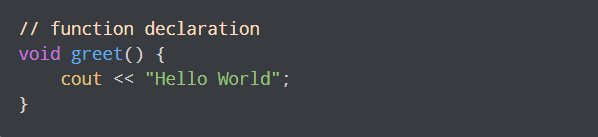 // function declaration
void greet() {
    cout << "Hello World";
}